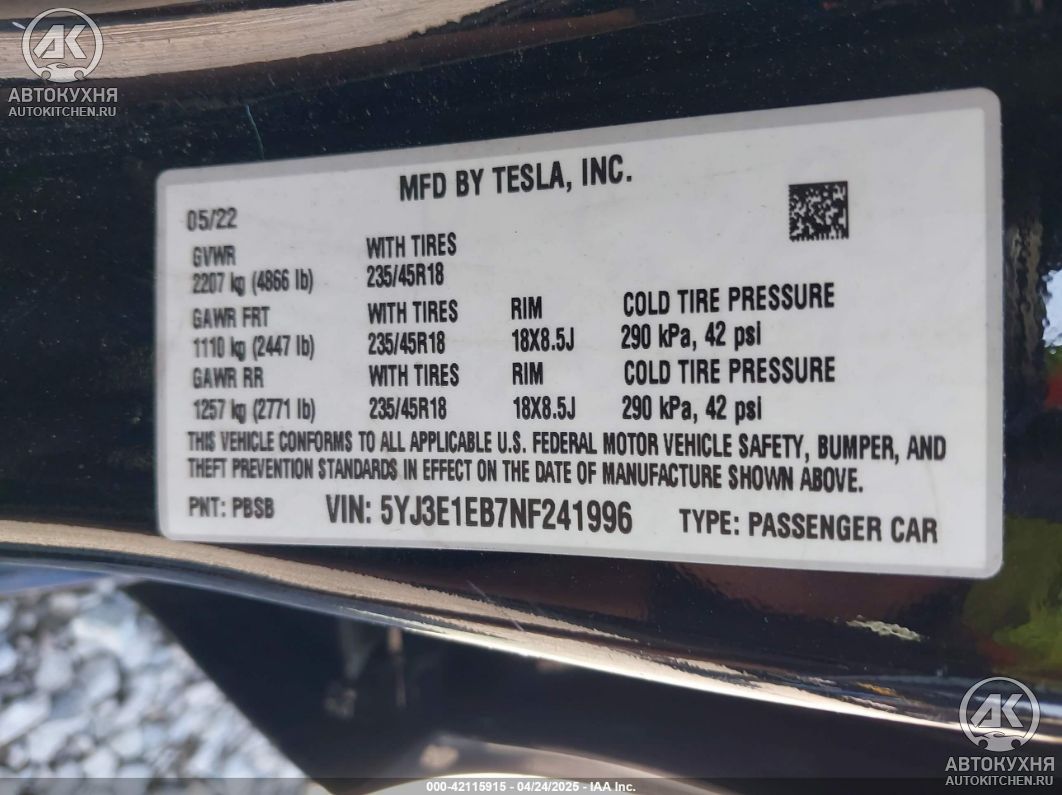 АК
АВТОКУХНЯ
AUTOKITCHEN.RU
MFD BY TESLA, INC.
05/22
GVWR WITH TIRES
2207 kg (4866 lb) 235/45R18
GAWR FRT WITH TIRES RIM COLD TIRE PRESSURE
1110 kg (2447 lb) 235/45R18 18X8.5J 290 kPa, 42 psi
GAWR RR WITH TIRES RIM COLD TIRE PRESSURE
1257 kg (2771 lb) 235/45R18 18X8.5J 290 kPa, 42 psi
THIS VEHICLE CONFORMS TO ALL APPLICABLE U.S. FEDERAL MOTOR VEHICLE SAFETY, BUMPER, AND
THEFT PREVENTION STANDARDS IN EFFECT ON THE DATE OF MANUFACTURE SHOWN ABOVE.
PNT: PBSB VIN: 5YJ3E1EB7NF241996 TYPE: PASSENGER CAR
АК
АВТОКУХНЯ
AUTOKITCHEN.RU
000-42115915 - 04/24/2025 - IAA Inc.